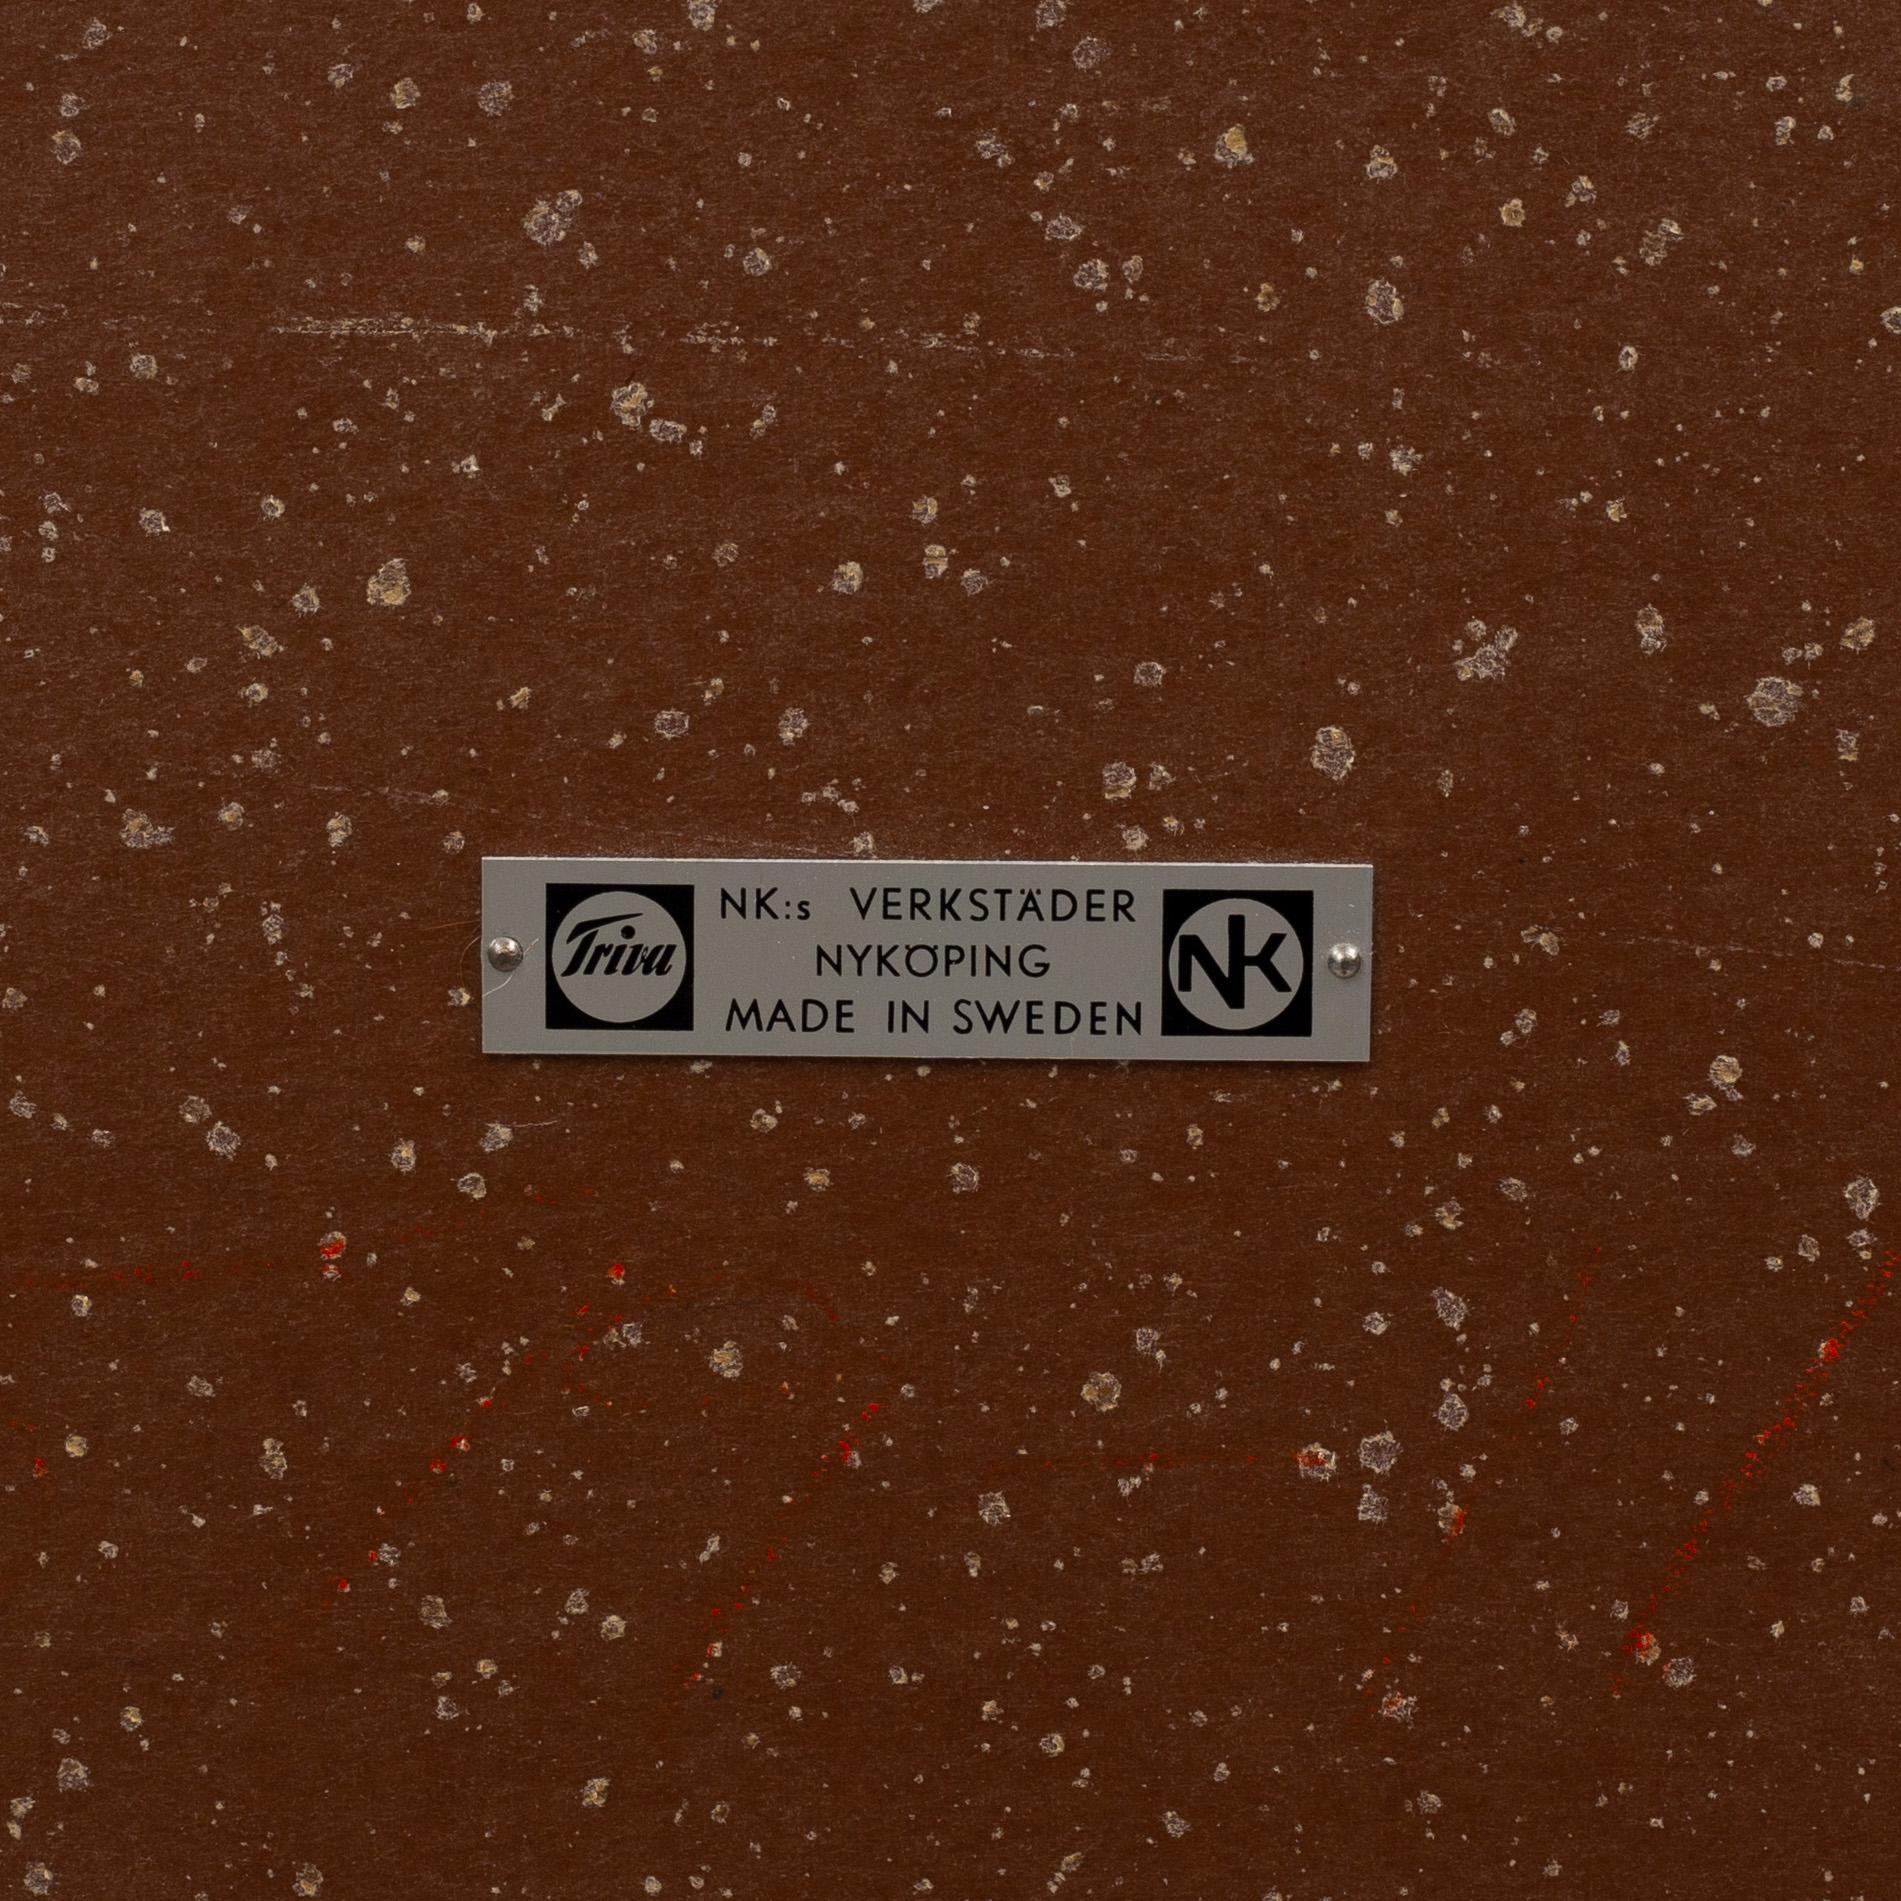 Triva
NK:s VERKSTÄDER
NYKÖPING
MADE IN SWEDEN
NK